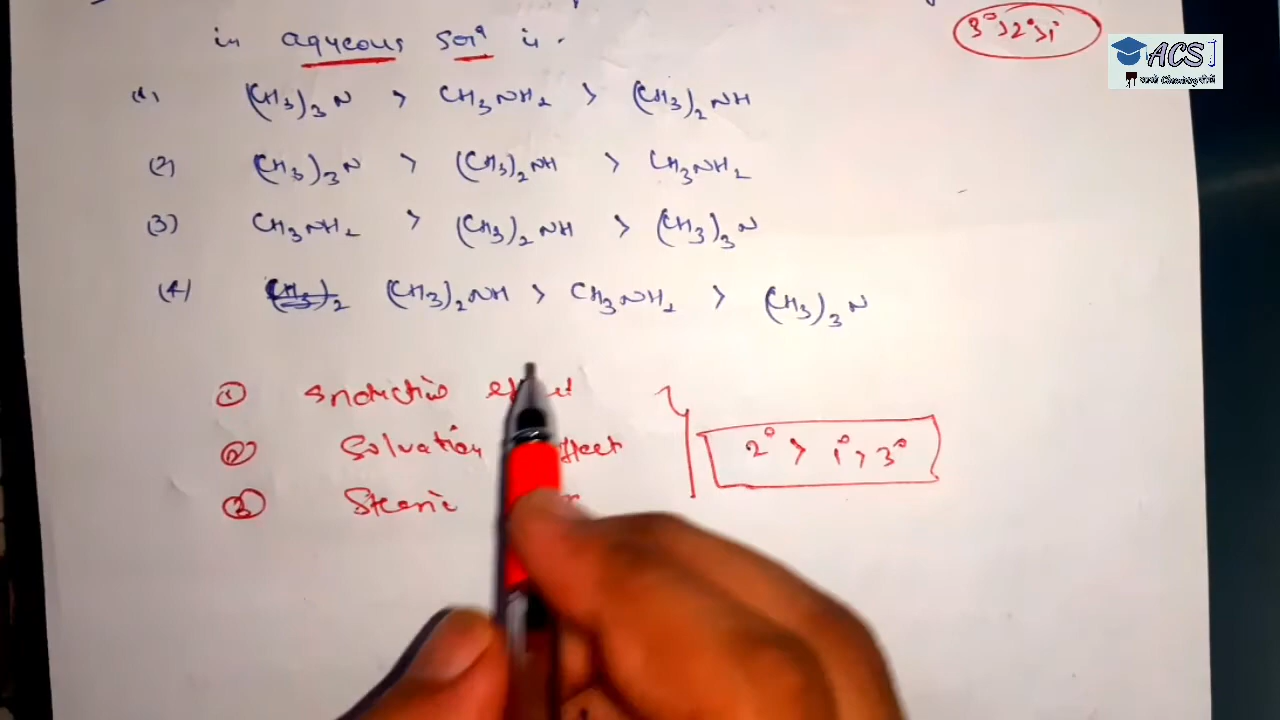 in aqueous solⁿ is.
3°>2°>1°
ACS
(1) (CH3)3N > CH3NH2 > (CH3)2NH
(2) (CH3)3N > (CH3)2NH > CH3NH2
(3) CH3NH2 > (CH3)2NH > (CH3)3N
(4) (CH3)2NH > CH3NH2 > (CH3)3N
① Inductive
② Solvation
2° > 1° > 3°
③ Steric